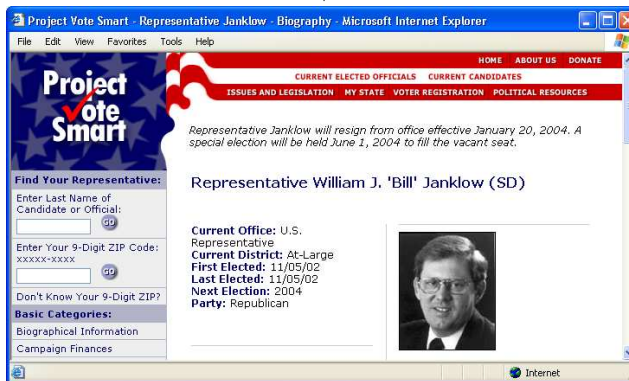 Project Vote Smart - Representative Janklow - Biography - Microsoft Internet Explorer
File Edit View Favorites Tools Help
HOME ABOUT US DONATE
CURRENT ELECTED OFFICIALS CURRENT CANDIDATES
ISSUES AND LEGISLATION MY STATE VOTER REGISTRATION POLITICAL RESOURCES
Project
Vote
Smart
Representative Janklow will resign from office effective January 20, 2004. A
special election will be held June 1, 2004 to fill the vacant seat.
Find Your Representative:
Enter Last Name of
Candidate or Official:
GO
Enter Your 9-Digit ZIP Code:
xxxxx-xxxx
GO
Don't Know Your 9-Digit ZIP?
Basic Categories:
Biographical Information
Campaign Finances
Representative William J. 'Bill' Janklow (SD)
Current Office: U.S.
Representative
Current District: At-Large
First Elected: 11/05/02
Last Elected: 11/05/02
Next Election: 2004
Party: Republican
Internet